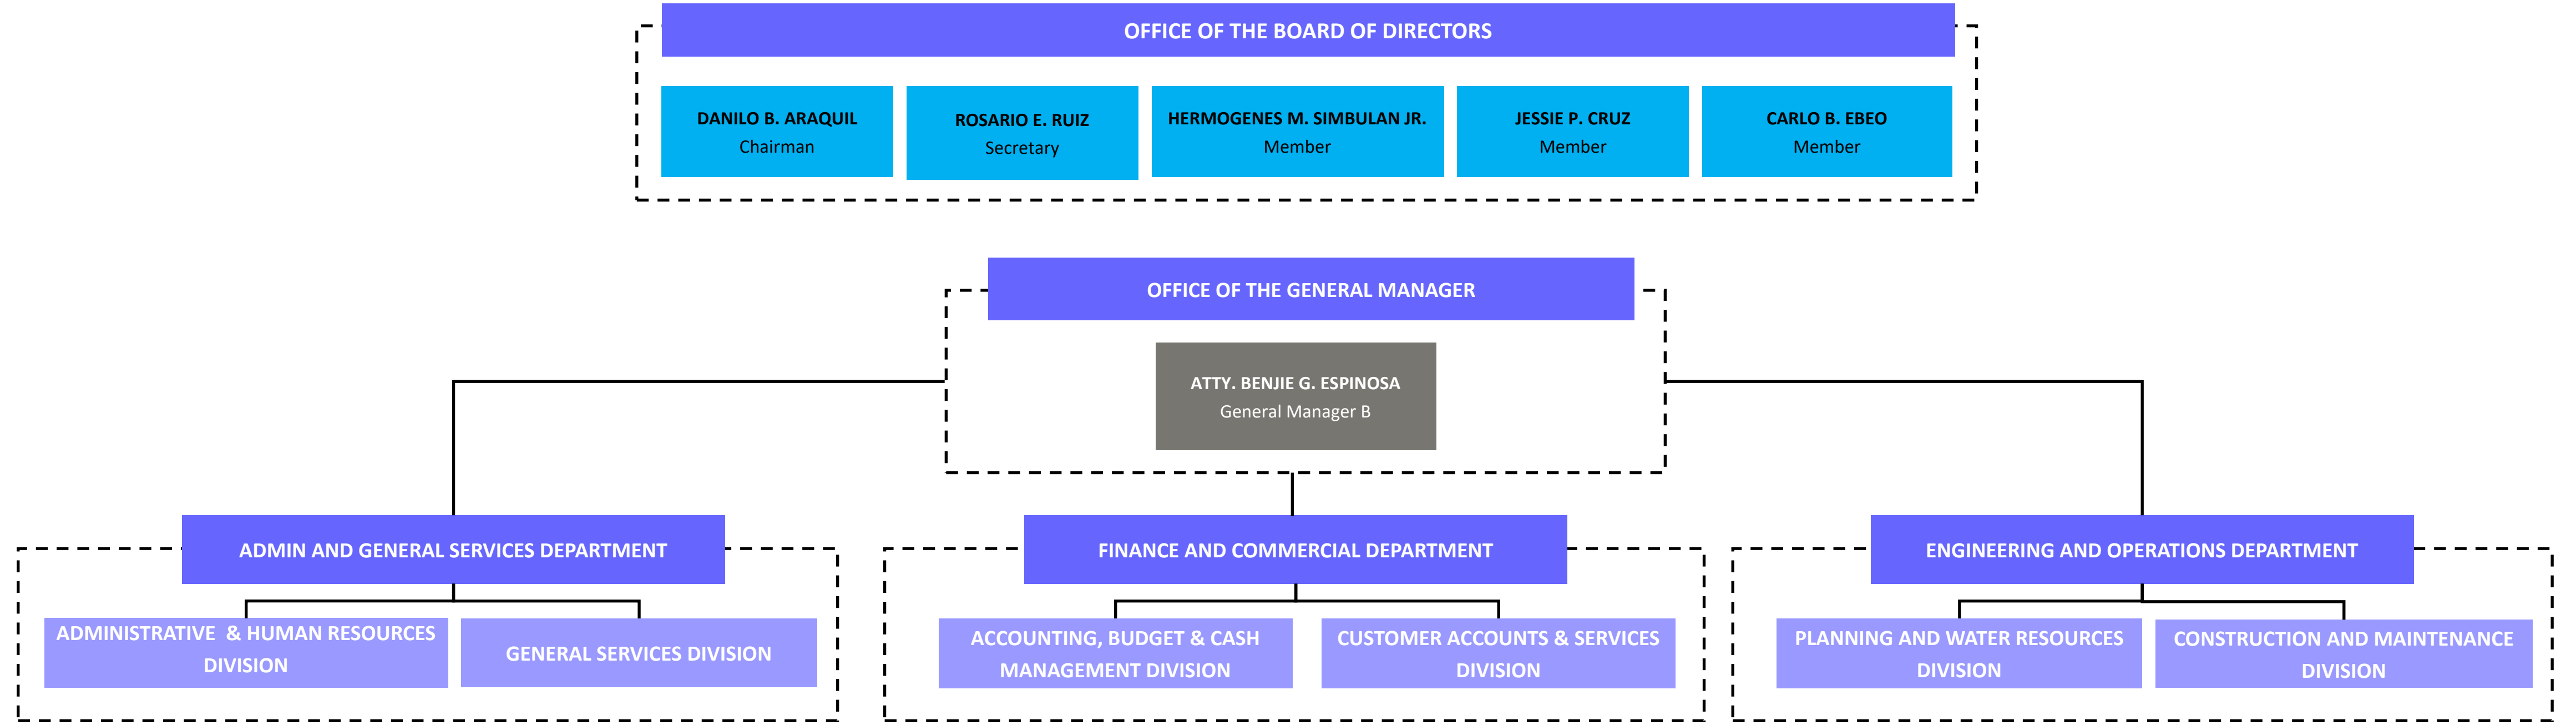 OFFICE OF THE BOARD OF DIRECTORS
DANILO B. ARAQUIL
Chairman
ROSARIO E. RUIZ
Secretary
HERMOGENES M. SIMBULAN JR.
Member
JESSIE P. CRUZ
Member
CARLO B. EBEO
Member
OFFICE OF THE GENERAL MANAGER
ATTY. BENJIE G. ESPINOSA
General Manager B
ADMIN AND GENERAL SERVICES DEPARTMENT
ADMINISTRATIVE & HUMAN RESOURCES
DIVISION
GENERAL SERVICES DIVISION
FINANCE AND COMMERCIAL DEPARTMENT
ACCOUNTING, BUDGET & CASH
MANAGEMENT DIVISION
CUSTOMER ACCOUNTS & SERVICES
DIVISION
ENGINEERING AND OPERATIONS DEPARTMENT
PLANNING AND WATER RESOURCES
DIVISION
CONSTRUCTION AND MAINTENANCE
DIVISION